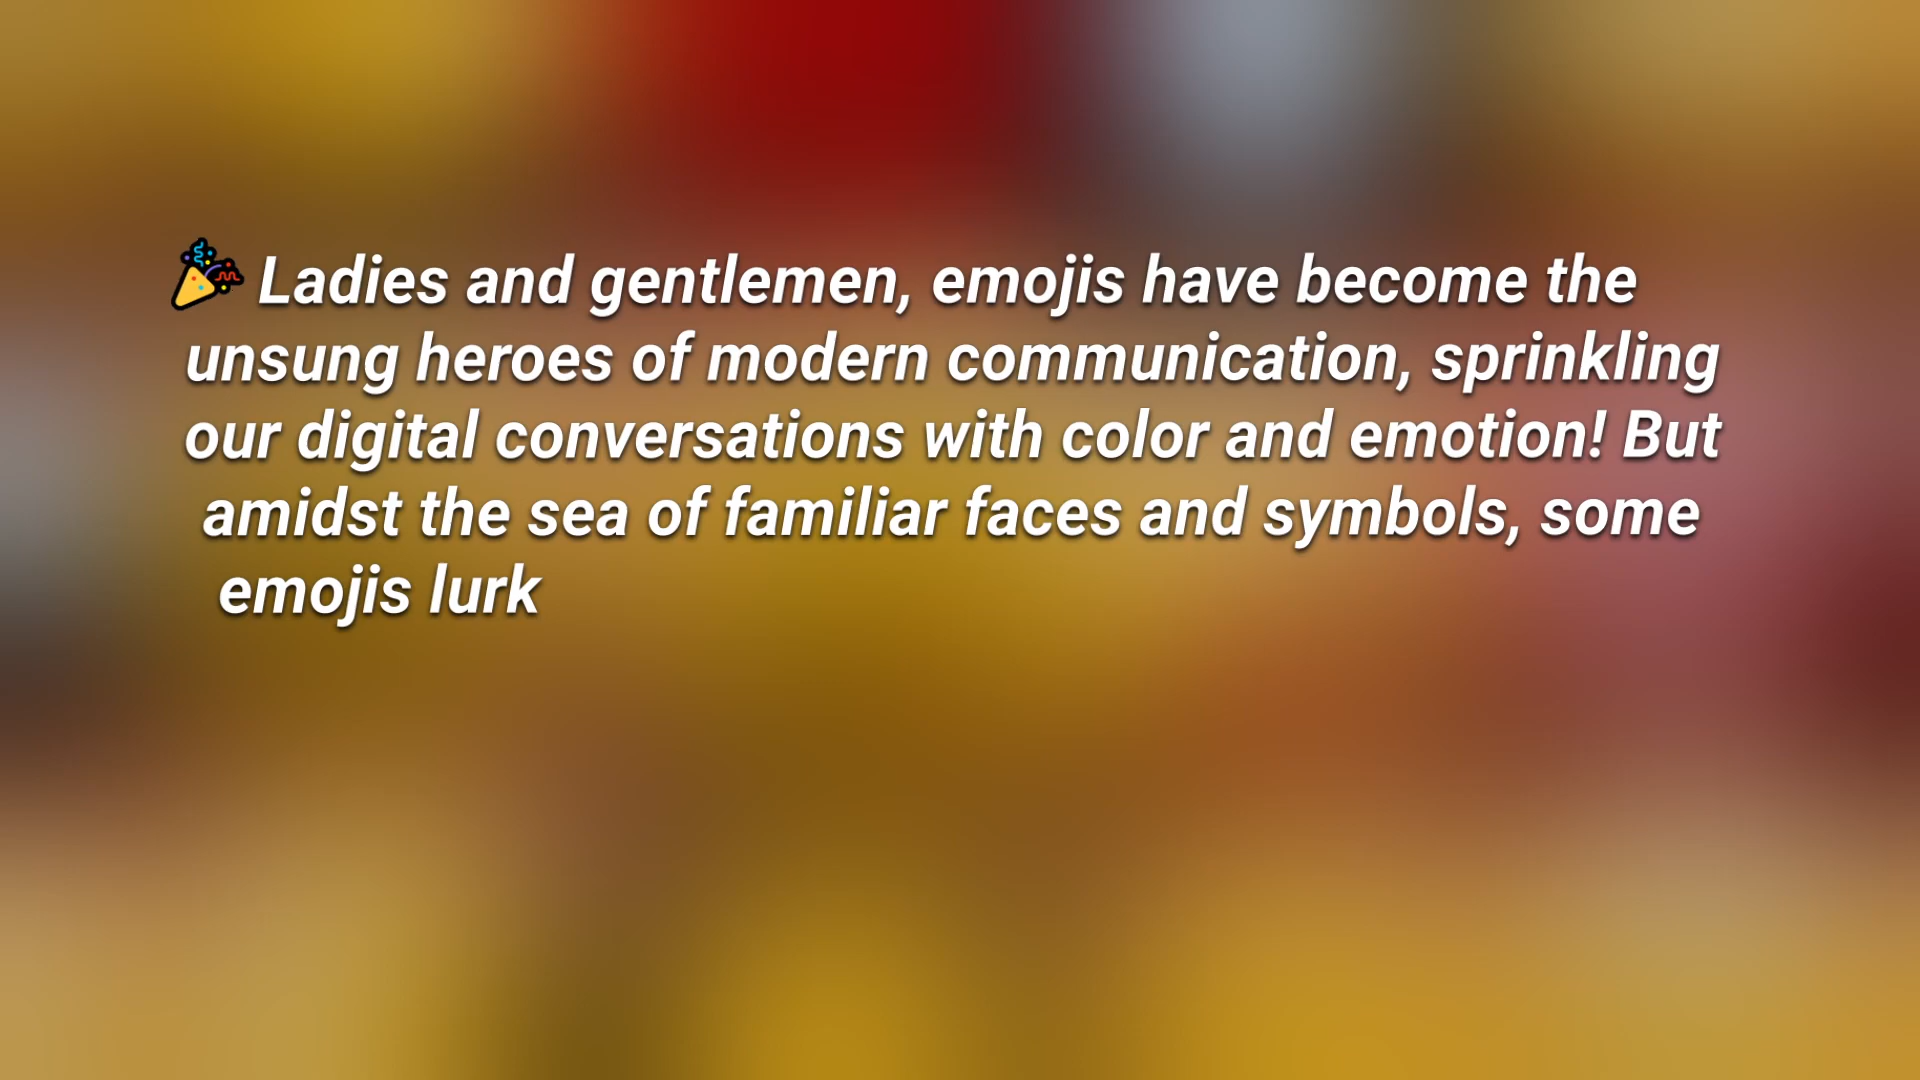 🎉 Ladies and gentlemen, emojis have become the
unsung heroes of modern communication, sprinkling
our digital conversations with color and emotion! But
amidst the sea of familiar faces and symbols, some
emojis lurk